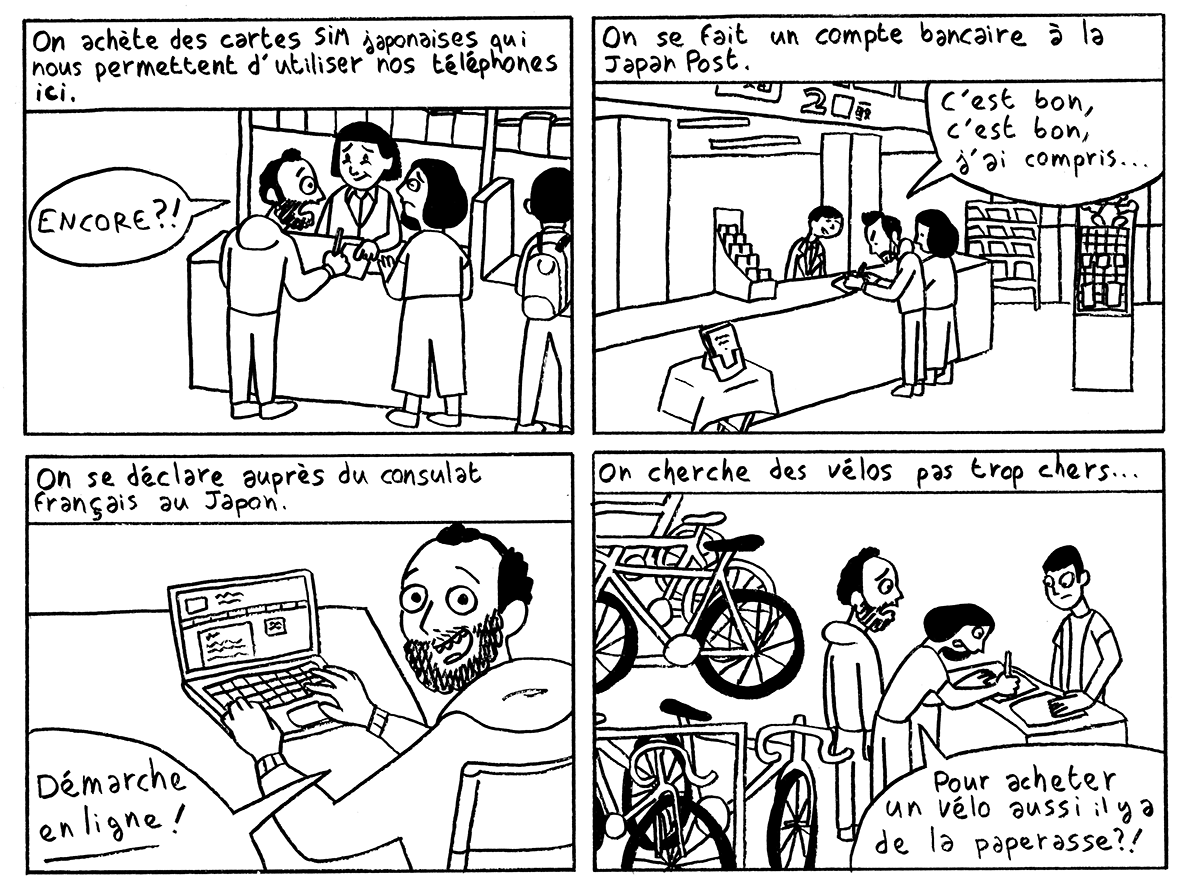 On achète des cartes SiM japonaises qui
nous permettent d'utiliser nos téléphones
ici.
ENCORE?!
On se fait un compte bancaire à la
Japan Post.
2
C'est bon,
c'est bon,
j'ai compris...
On se déclare auprès du consulat
français au Japon.
Démarche
en ligne!
On cherche des vélos pas trop chers...
Pour acheter
un vélo aussi il y a
de la paperasse?!